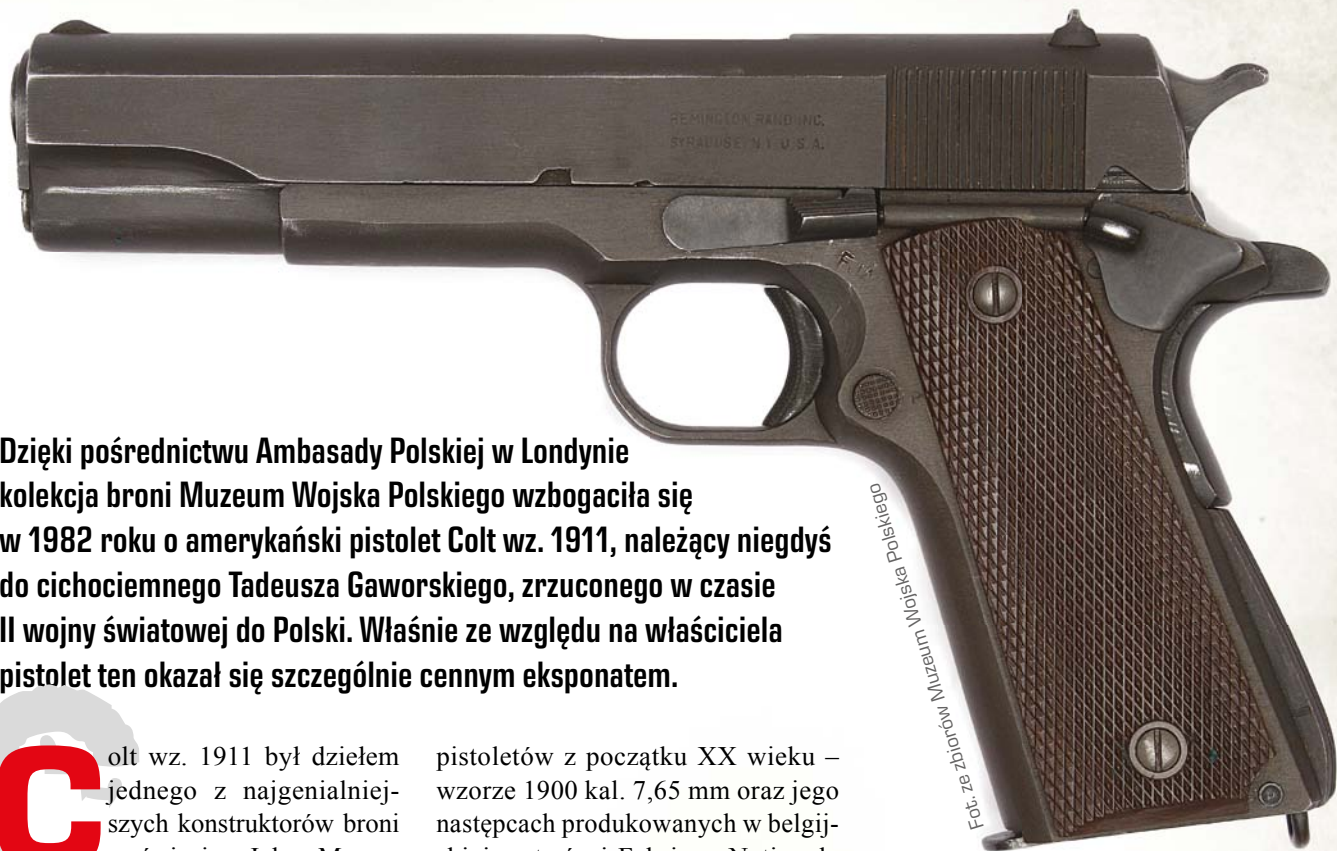 REMINGTON RAND INC.
SYRACUSE, N.Y. U.S.A.
Dzięki pośrednictwu Ambasady Polskiej w Londynie
kolekcja broni Muzeum Wojska Polskiego wzbogaciła się
w 1982 roku o amerykański pistolet Colt wz. 1911, należący niegdyś
do cichociemnego Tadeusza Gaworskiego, zrzuconego w czasie
II wojny światowej do Polski. Właśnie ze względu na właściciela
pistolet ten okazał się szczególnie cennym eksponatem.
Fot. ze zbiorów Muzeum Wojska Polskiego
Colt wz. 1911 był dziełem
jednego z najgenialniej-
szych konstruktorów broni
pistoletów z początku XX wieku –
wzorze 1900 kal. 7,65 mm oraz jego
następcach produkowanych w belgij-